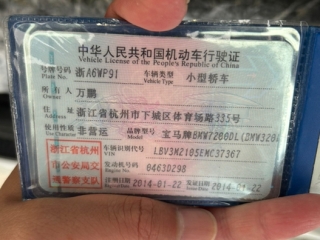 中华人民共和国机动车行驶证
Vehicle License of the People's Republic of China
号牌号码 浙A6WP91 车辆类型 小型轿车
Plate No. Vehicle Type
所有人 万鹏
Owner
住址 浙江省杭州市下城区体育场路335号
Address
使用性质 非营运 品牌型号 宝马牌BMW7200DL(BMW320L
Use Character Model
浙江省杭州 车辆识别代号 LBV3M2105EMC37367
VIN
市公安局交 发动机号码 0463D298
Engine No.
通警察支队 注册日期 2014-01-22 发证日期 2014-01-22
Register Date Issue Date